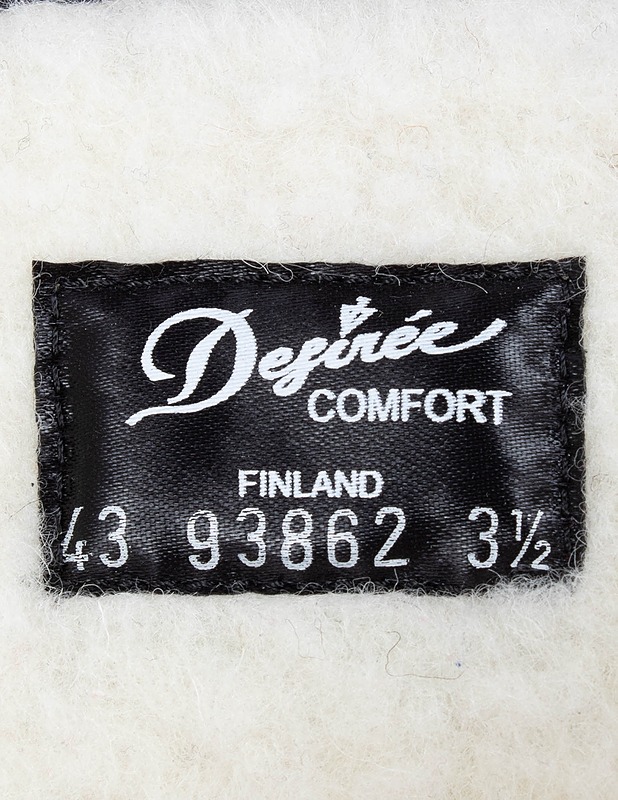 Desirée
COMFORT
FINLAND
43 93862 3½